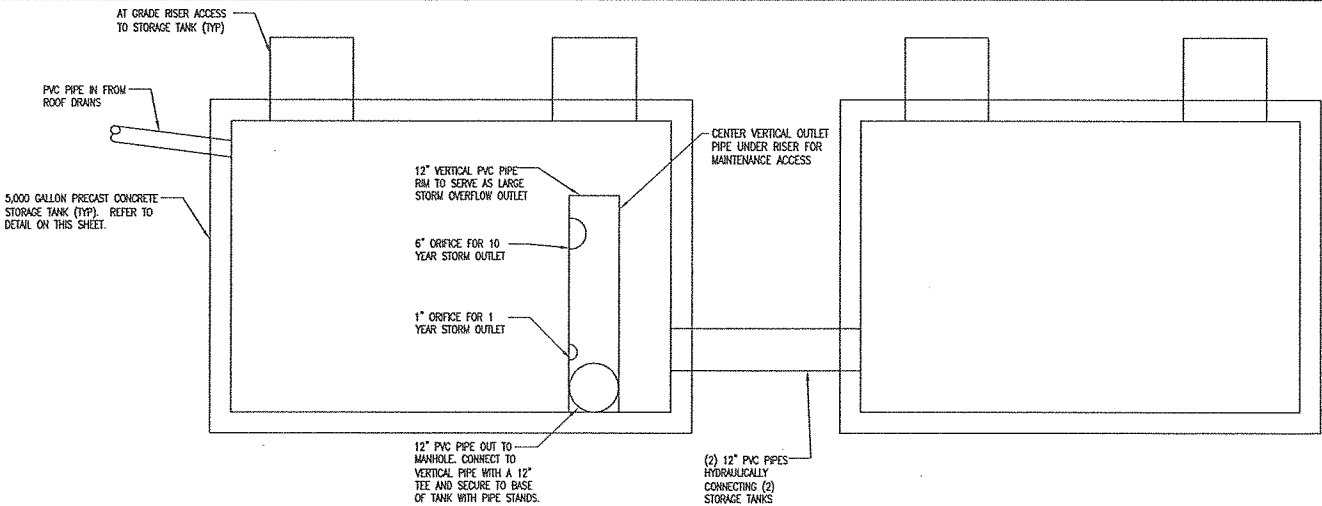 AT GRADE RISER ACCESS
TO STORAGE TANK (TYP)
PVC PIPE IN FROM
ROOF DRAINS
CENTER VERTICAL OUTLET
PIPE UNDER RISER FOR
MAINTENANCE ACCESS
12" VERTICAL PVC PIPE
RIM TO SERVE AS LARGE
STORM OVERFLOW OUTLET
5,000 GALLON PRECAST CONCRETE
STORAGE TANK (TYP). REFER TO
DETAIL ON THIS SHEET.
6" ORIFICE FOR 10
YEAR STORM OUTLET
1" ORIFICE FOR 1
YEAR STORM OUTLET
12" PVC PIPE OUT TO
MANHOLE. CONNECT TO
VERTICAL PIPE WITH A 12"
TEE AND SECURE TO BASE
OF TANK WITH PIPE STANDS.
(2) 12" PVC PIPES
HYDRAULICALLY
CONNECTING (2)
STORAGE TANKS